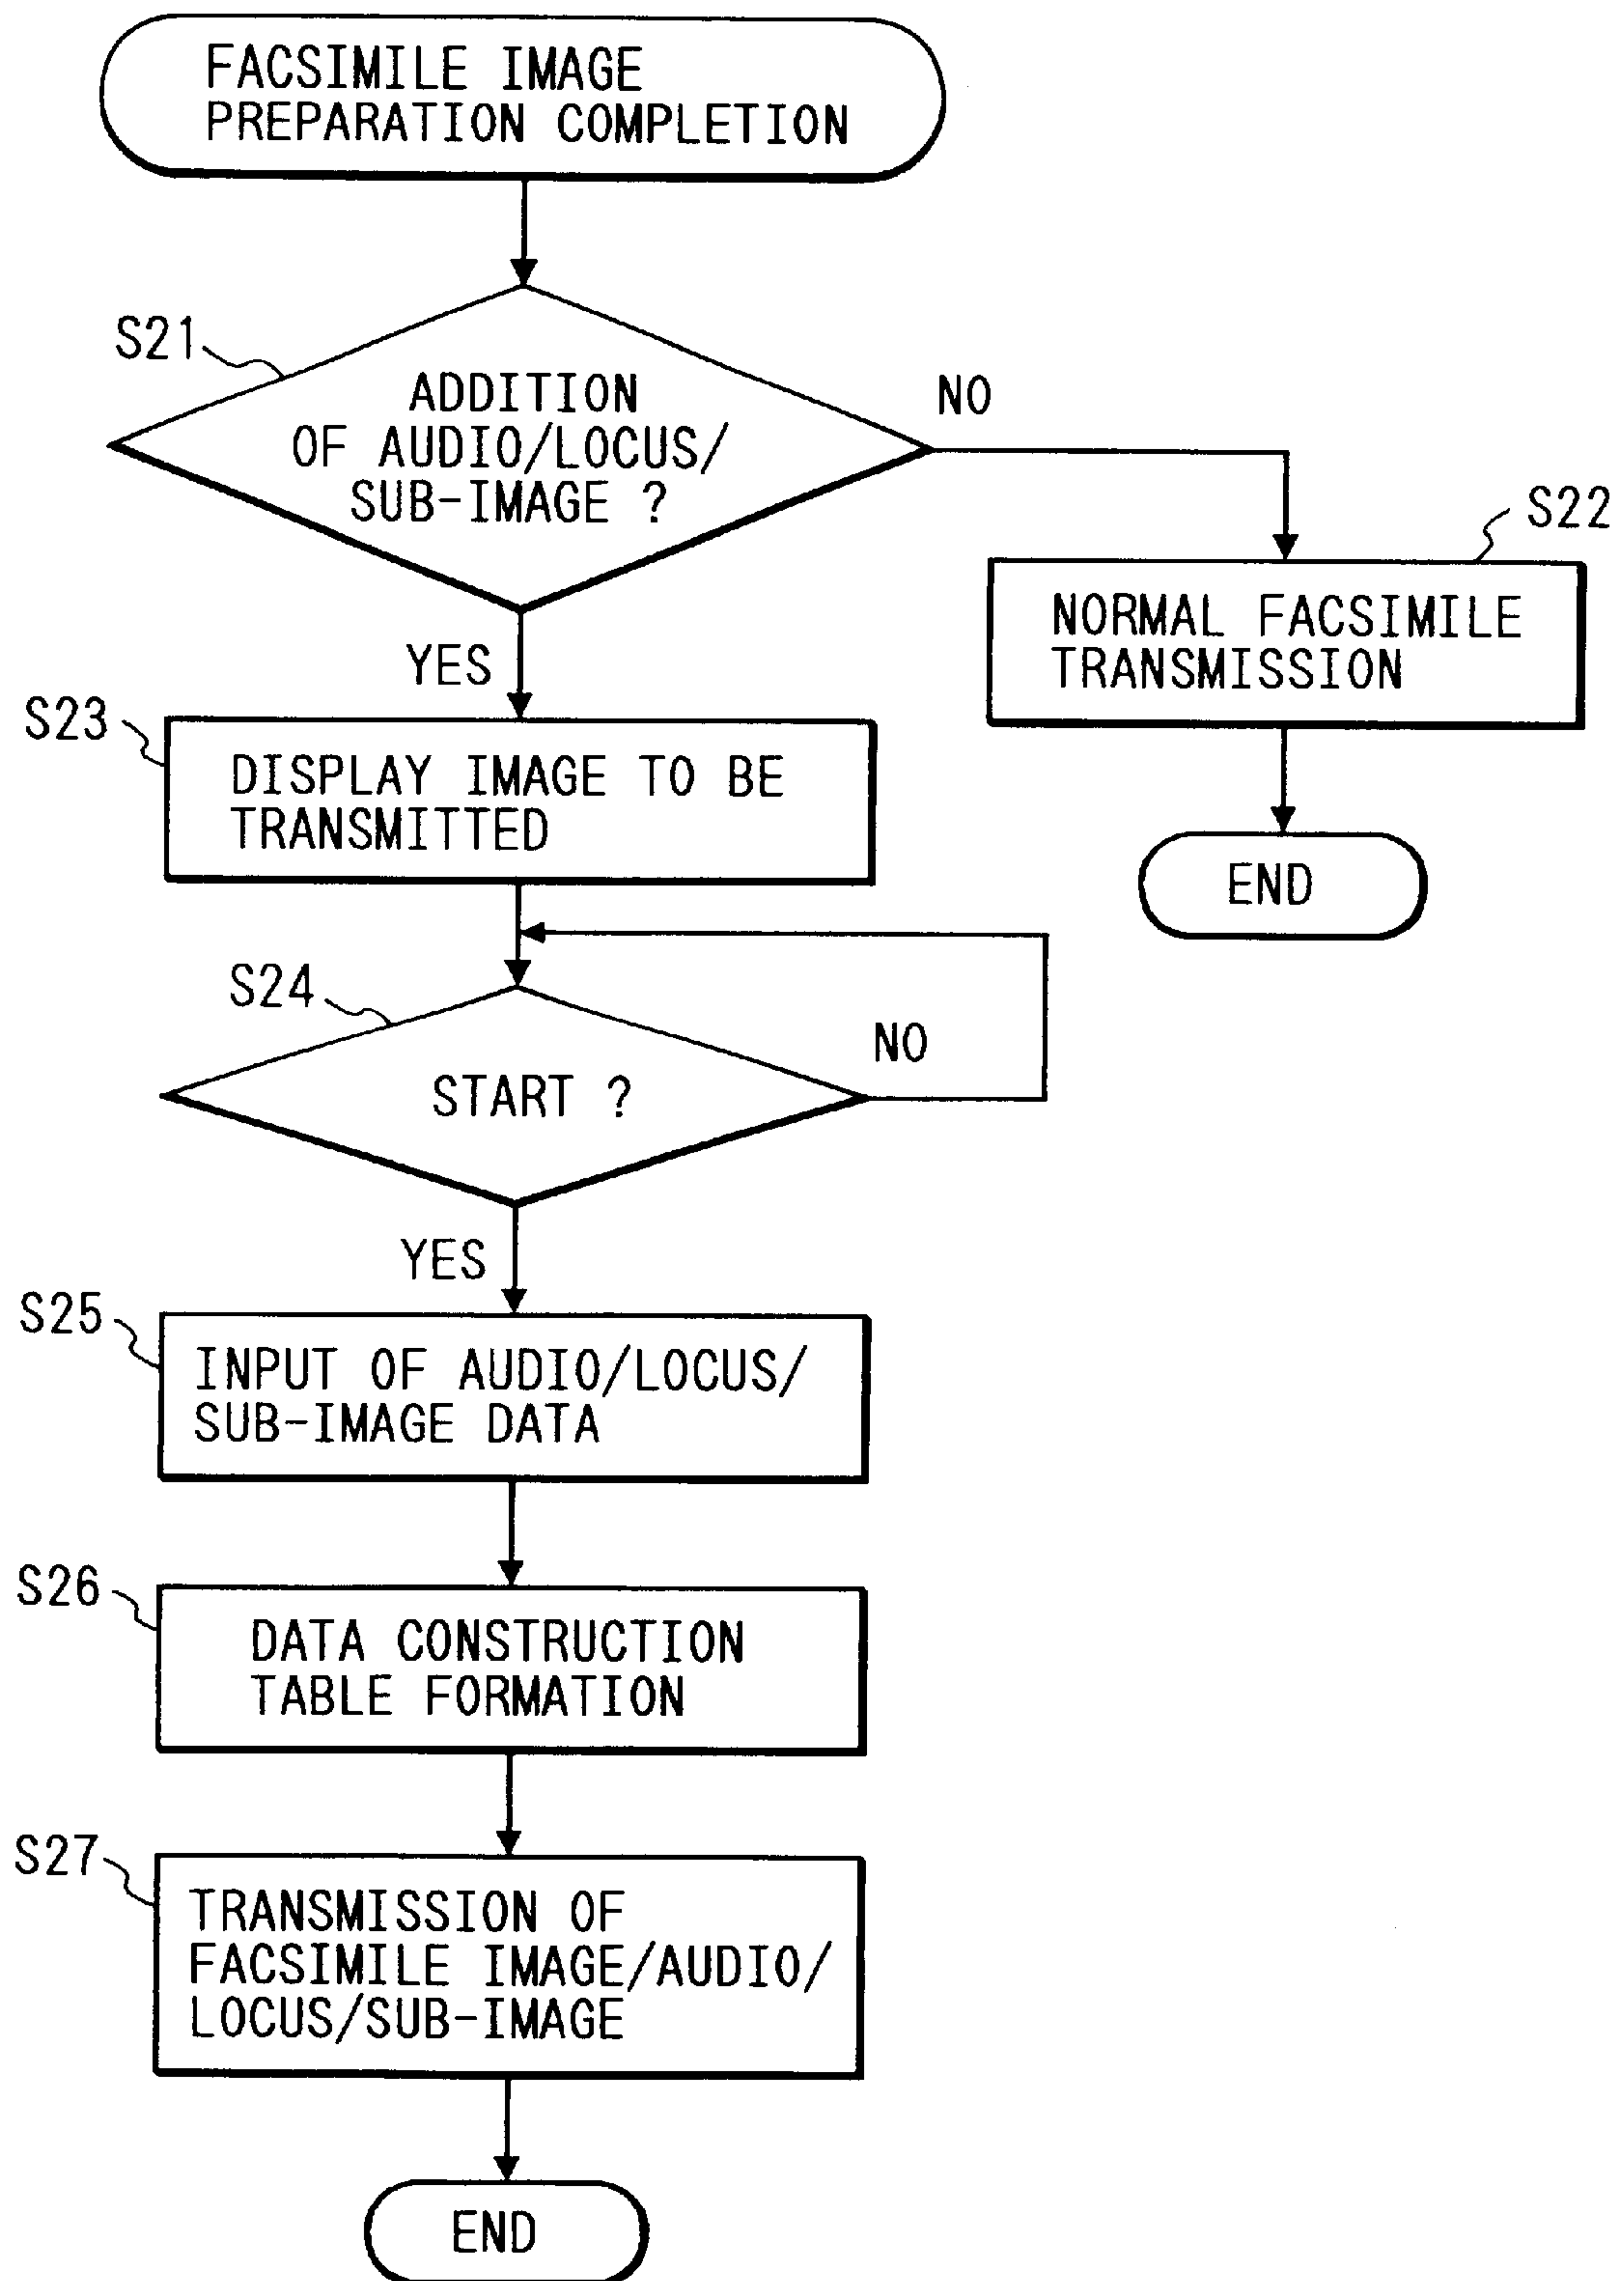 FACSIMILE IMAGE
PREPARATION COMPLETION
S21
ADDITION
OF AUDIO/LOCUS/
SUB-IMAGE ?
NO
S22
NORMAL FACSIMILE
TRANSMISSION
YES
S23
DISPLAY IMAGE TO BE
TRANSMITTED
END
S24
START ?
NO
YES
S25
INPUT OF AUDIO/LOCUS/
SUB-IMAGE DATA
S26
DATA CONSTRUCTION
TABLE FORMATION
S27
TRANSMISSION OF
FACSIMILE IMAGE/AUDIO/
LOCUS/SUB-IMAGE
END